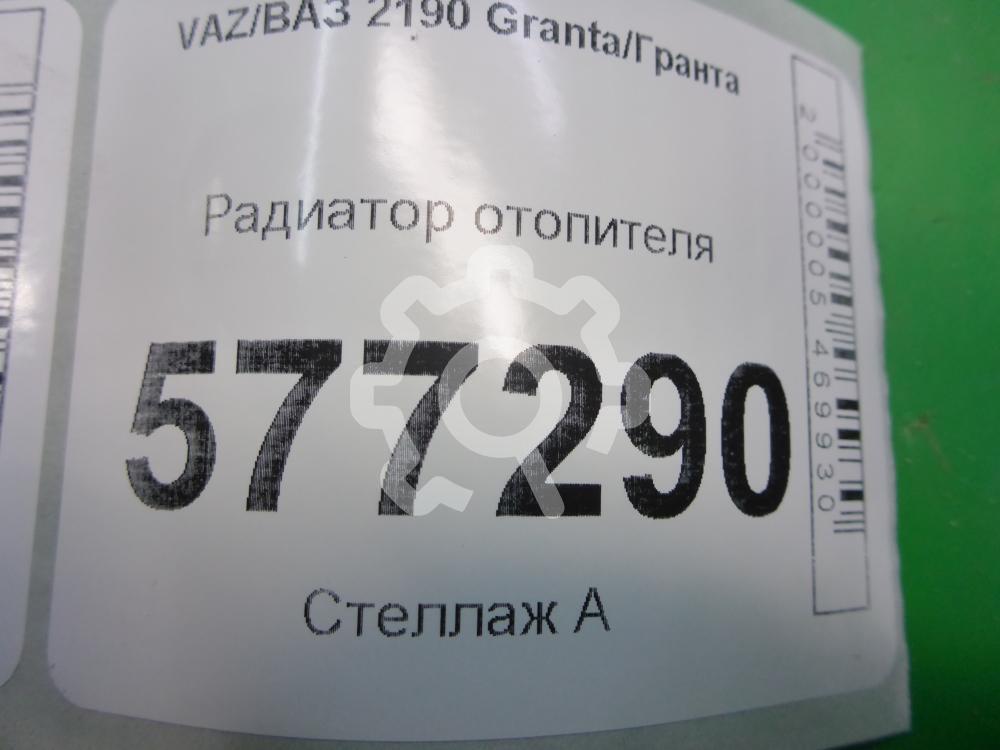 VAZ/ВАЗ 2190 Granta/Гранта
Радиатор отопителя
577290
Стеллаж А
2000005469930